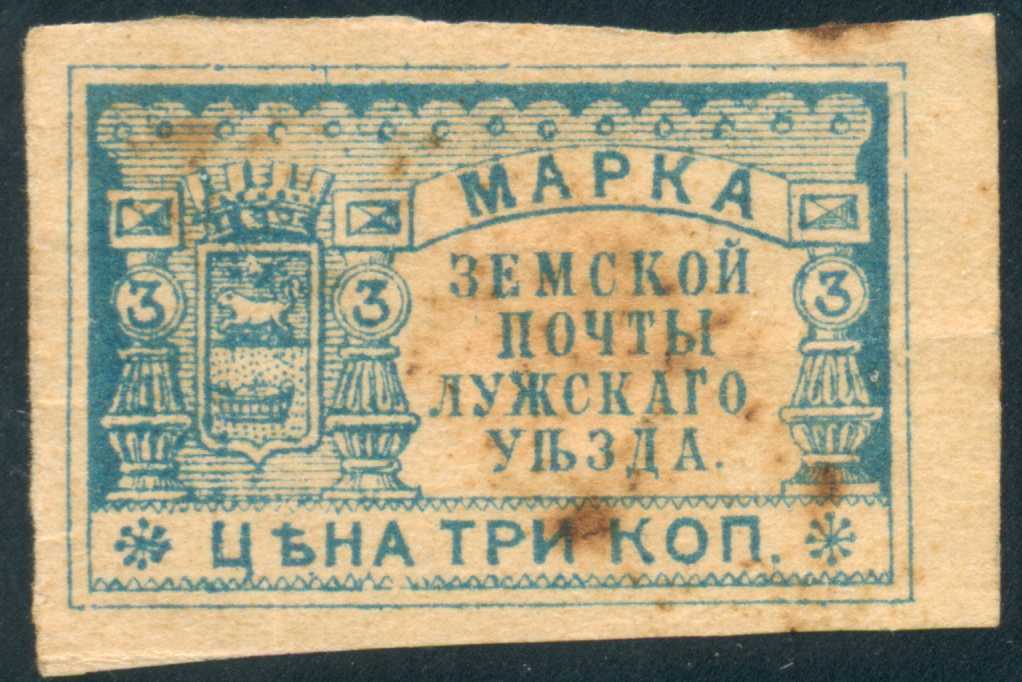 МАРКА
3 3 3
ЗЕМСКОЙ
ПОЧТЫ
ЛУЖСКАГО
УѢЗДА.
ЦѢНА ТРИ КОП.